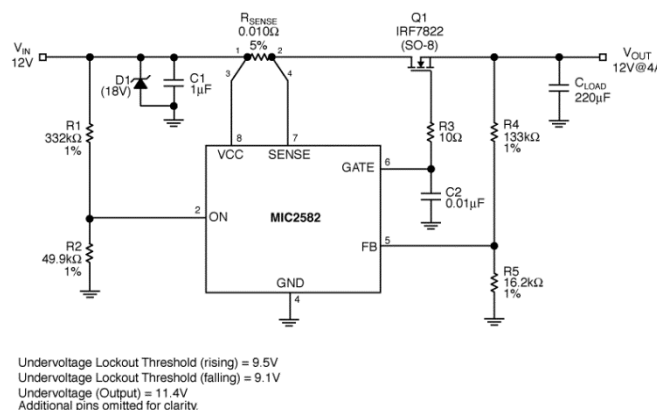 R_SENSE
0.010Ω
5%
Q1
IRF7822
(SO-8)
V_IN
12V
1
2
3
4
D1
(18V)
C1
1µF
V_OUT
12V@4A
C_LOAD
220µF
R1
332kΩ
1%
R3
10Ω
R4
133kΩ
1%
8
7
VCC
SENSE
GATE
6
C2
0.01µF
2
ON
MIC2582
FB
5
R2
49.9kΩ
1%
GND
4
R5
16.2kΩ
1%
Undervoltage Lockout Threshold (rising) = 9.5V
Undervoltage Lockout Threshold (falling) = 9.1V
Undervoltage (Output) = 11.4V
Additional pins omitted for clarity.